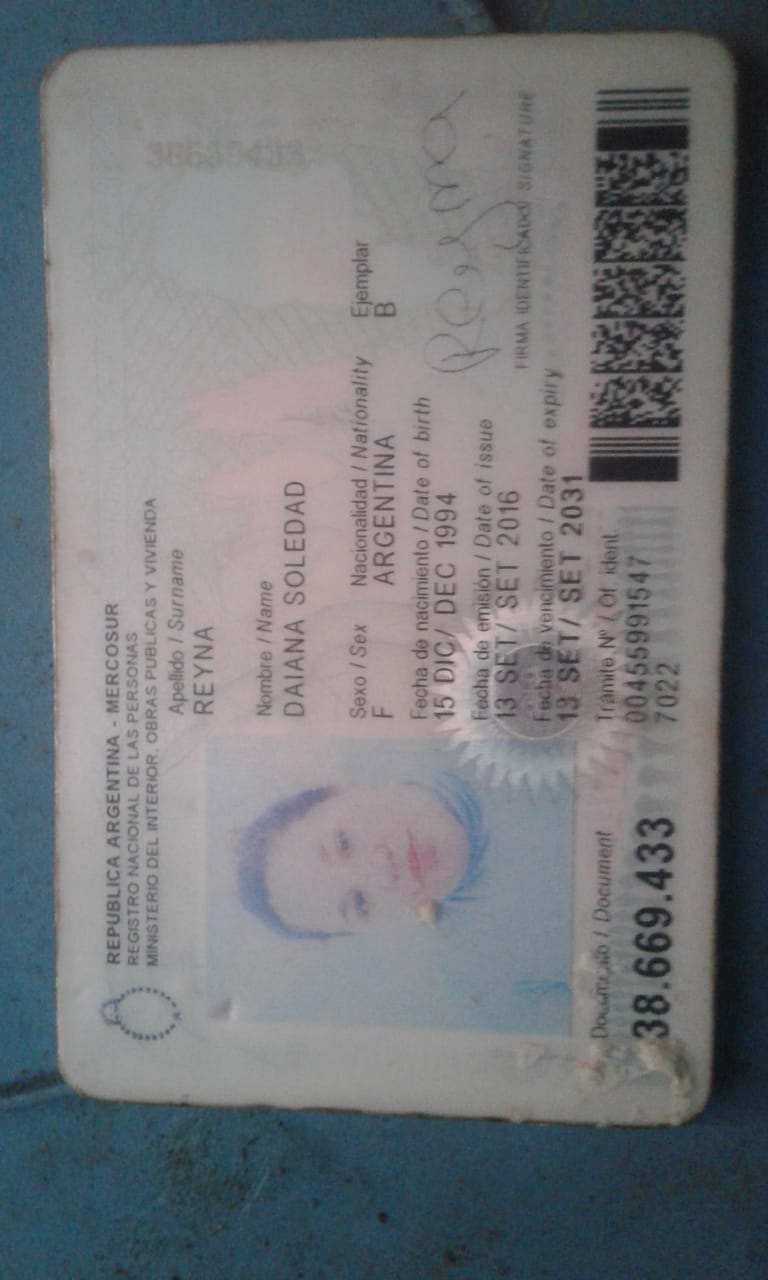 REPUBLICA ARGENTINA - MERCOSUR
REGISTRO NACIONAL DE LAS PERSONAS
MINISTERIO DEL INTERIOR, OBRAS PUBLICAS Y VIVIENDA
Apellido / Surname
REYNA
Nombre / Name
DAIANA SOLEDAD
Sexo / Sex Nacionalidad / Nationality Ejemplar
F ARGENTINA B
Fecha de nacimiento / Date of birth
15 DIC/ DEC 1994
Fecha de emisión / Date of issue
13 SET/ SET 2016
Fecha de vencimiento / Date of expiry
13 SET/ SET 2031
Reyna
FIRMA IDENTIFICADO/ SIGNATURE
Documento / Document
38.669.433
Trámite Nº / Of. ident.
00455991547
7022